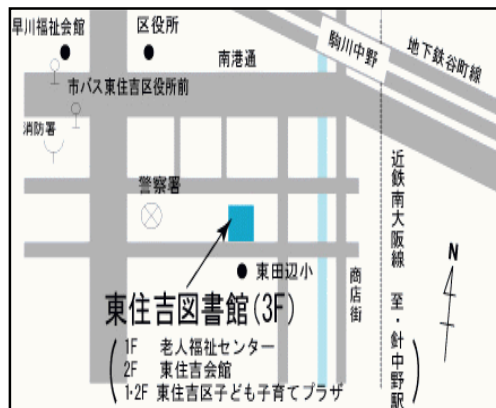 早川福祉会館
区役所
南港通
駒川中野
地下鉄谷町線
市バス東住吉区役所前
消防署
警察署
近鉄南大阪線 至・針中野駅
N
東田辺小
商店街
東住吉図書館(3F)
1F 老人福祉センター
2F 東住吉会館
1・2F 東住吉区子ども子育てプラザ